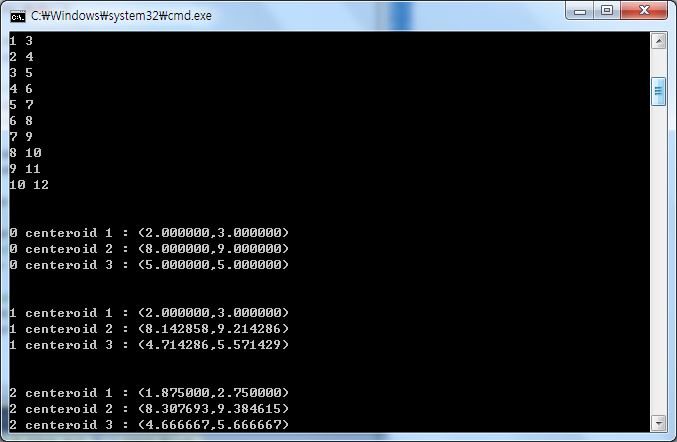 C:\Windows\system32\cmd.exe
1 3
2 4
3 5
4 6
5 7
6 8
7 9
8 10
9 11
10 12
0 centeroid 1 : (2.000000,3.000000)
0 centeroid 2 : (8.000000,9.000000)
0 centeroid 3 : (5.000000,5.000000)
1 centeroid 1 : (2.000000,3.000000)
1 centeroid 2 : (8.142858,9.214286)
1 centeroid 3 : (4.714286,5.571429)
2 centeroid 1 : (1.875000,2.750000)
2 centeroid 2 : (8.307693,9.384615)
2 centeroid 3 : (4.666667,5.666667)